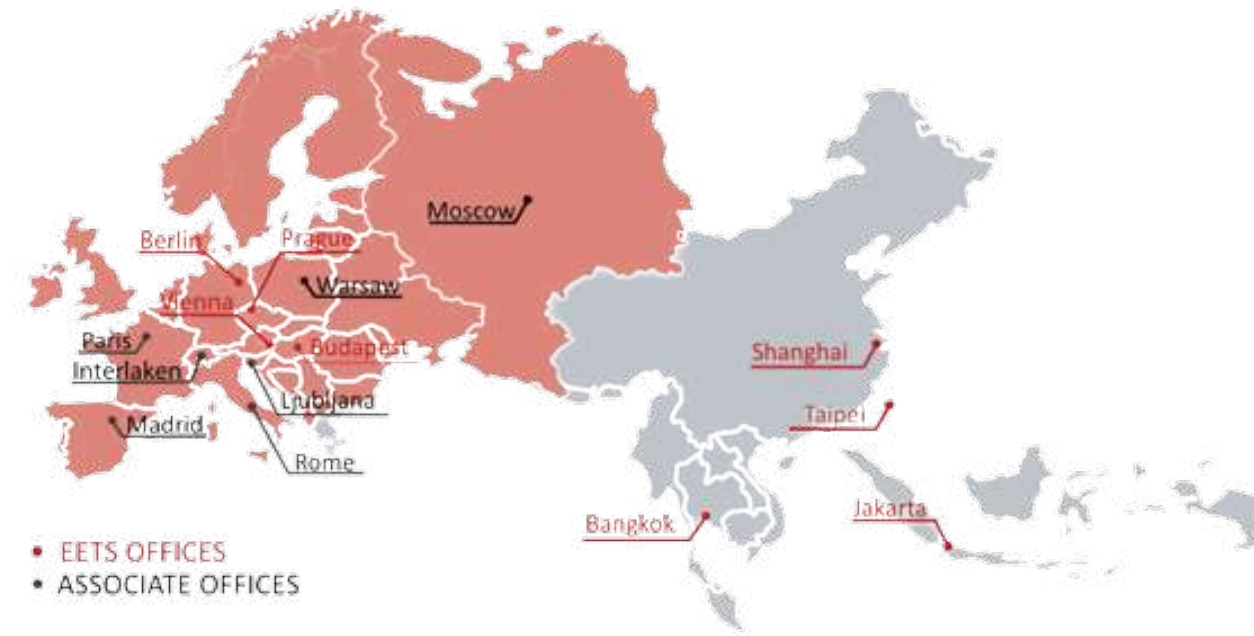 Moscow
Berlin
Prague
Warsaw
Vienna
Paris
Budapest
Interlaken
Ljubljana
Madrid
Rome
Shanghai
Taipei
Bangkok
Jakarta
EETS OFFICES
ASSOCIATE OFFICES